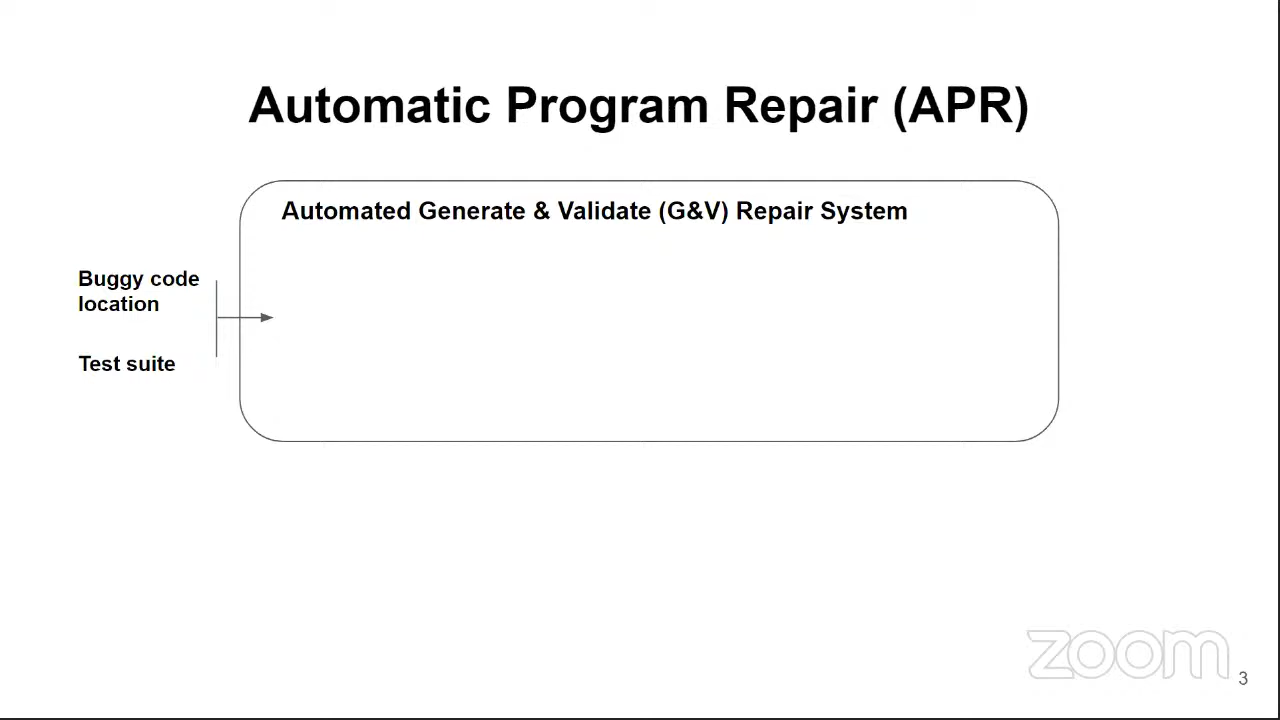 Automatic Program Repair (APR)
Automated Generate & Validate (G&V) Repair System
Buggy code
location
Test suite
zoom
3